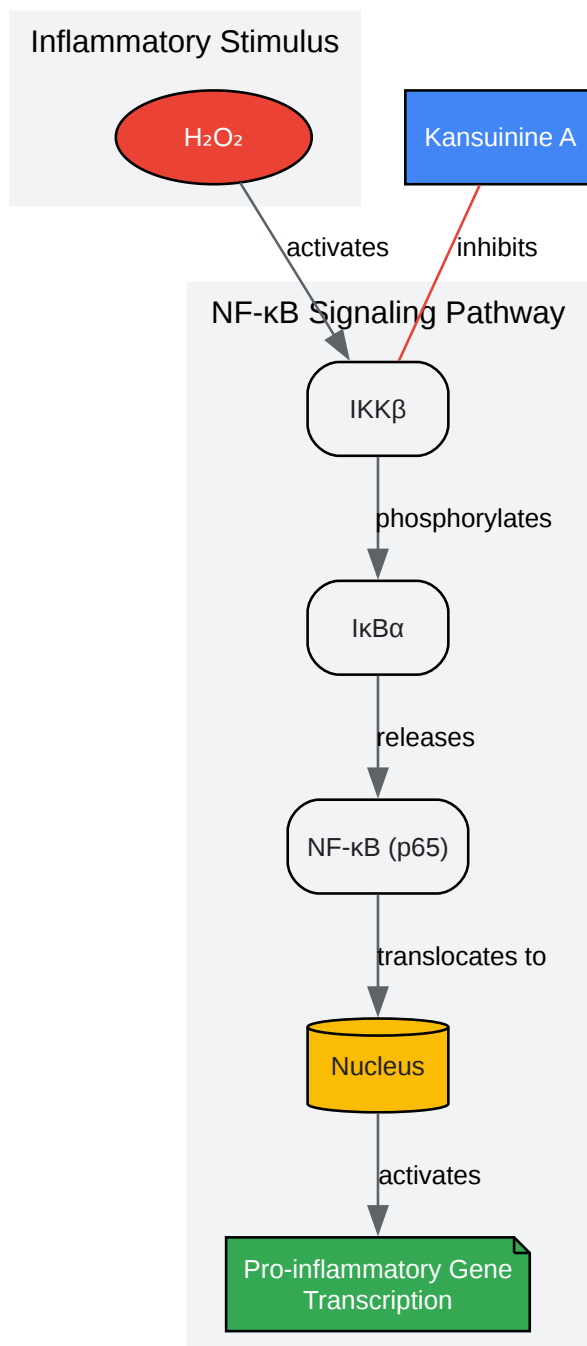 Inflammatory Stimulus
H₂O₂
Kansuinine A
activates
inhibits
NF-κB Signaling Pathway
IKKβ
phosphorylates
IκBα
releases
NF-κB (p65)
translocates to
Nucleus
activates
Pro-inflammatory Gene
Transcription